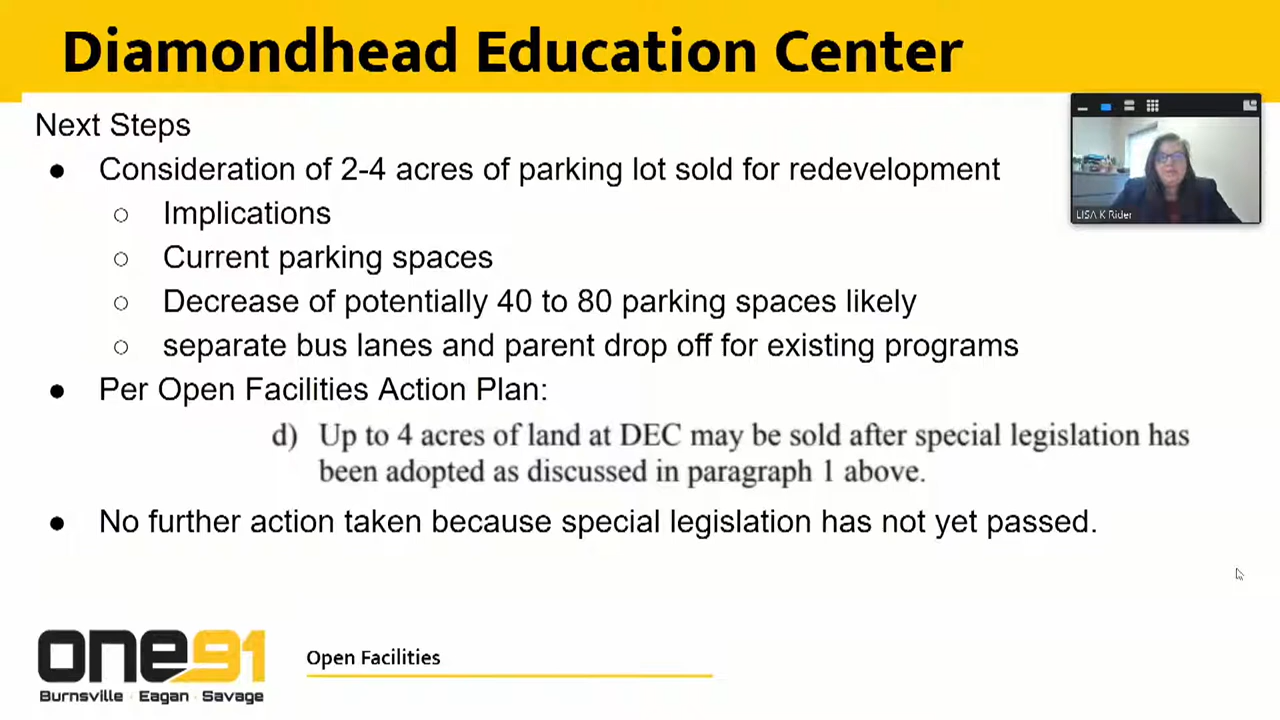 Diamondhead Education Center
Next Steps
● Consideration of 2-4 acres of parking lot sold for redevelopment
○ Implications
○ Current parking spaces
○ Decrease of potentially 40 to 80 parking spaces likely
○ separate bus lanes and parent drop off for existing programs
● Per Open Facilities Action Plan:
d) Up to 4 acres of land at DEC may be sold after special legislation has
been adopted as discussed in paragraph 1 above.
● No further action taken because special legislation has not yet passed.
LISA K Rider
one91
Burnsville · Eagan · Savage
Open Facilities